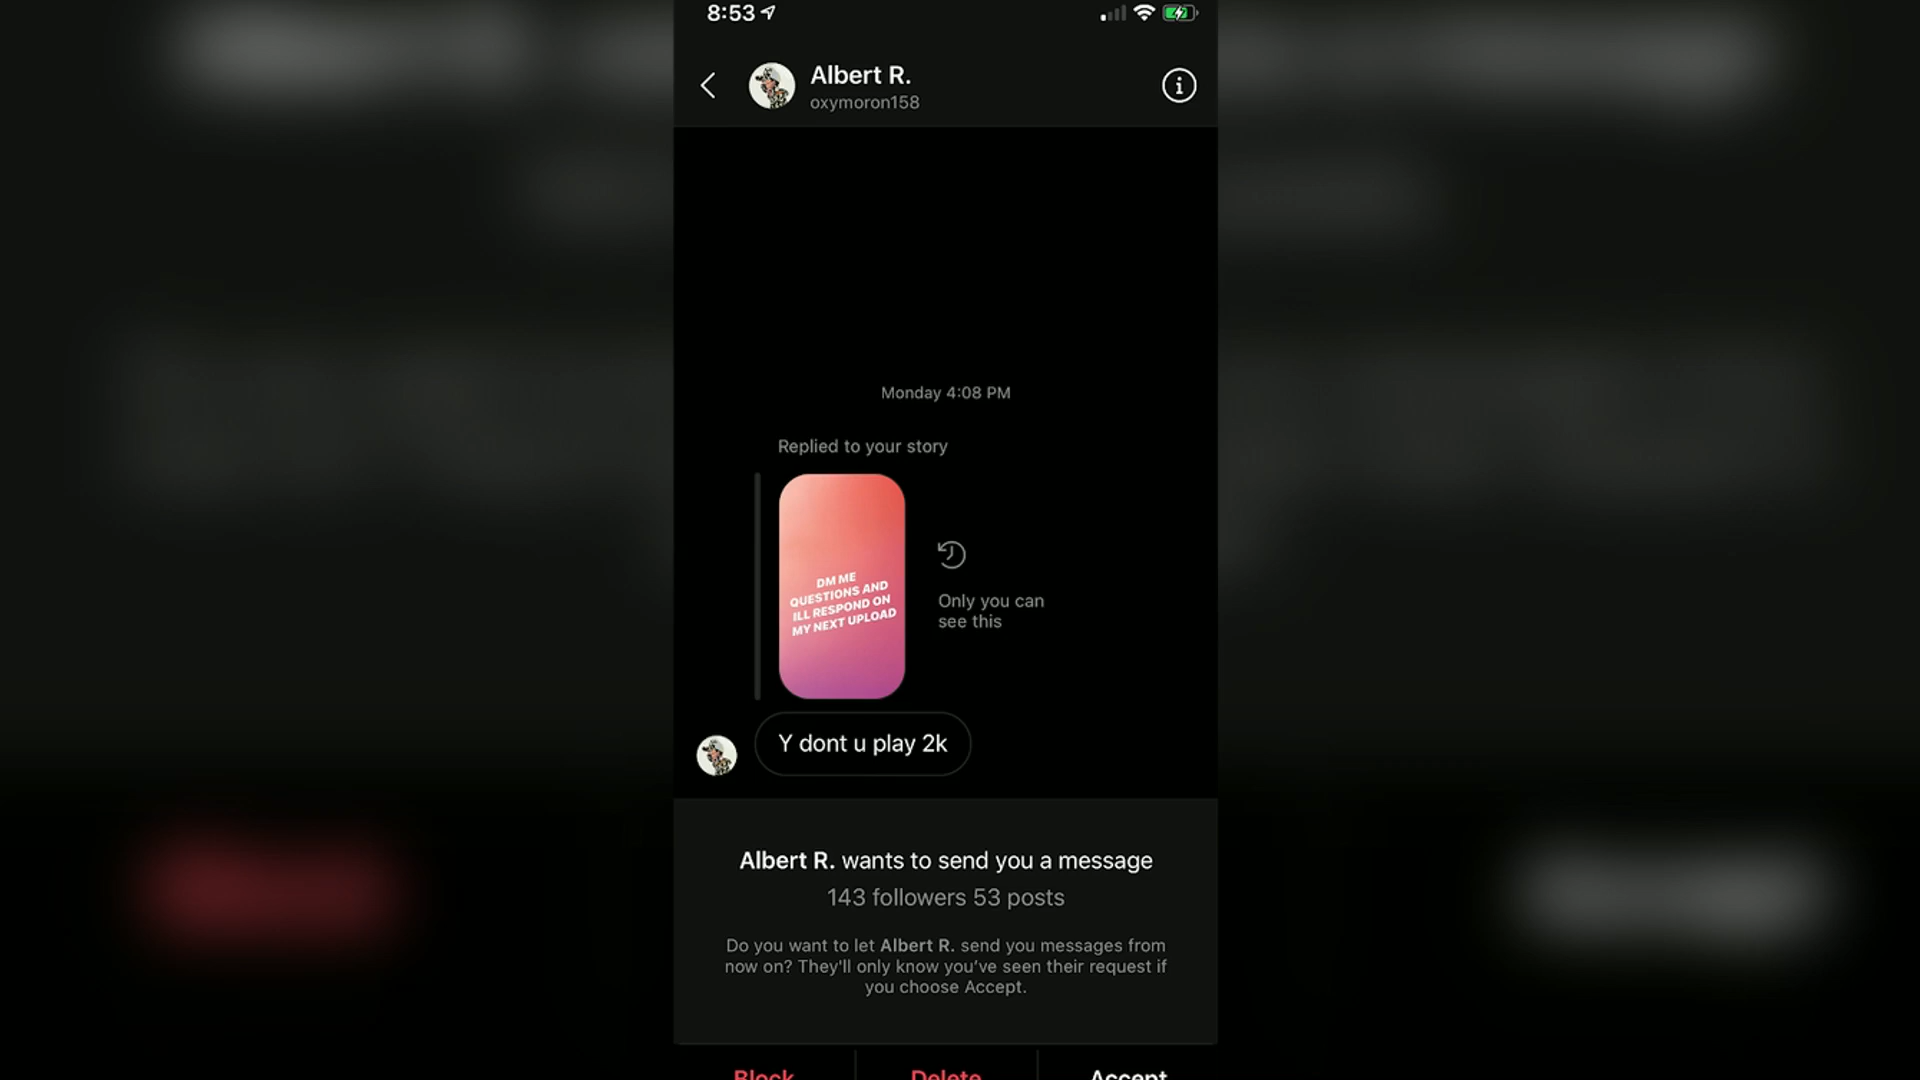 8:53
Albert R.
oxymoron158
Monday 4:08 PM
Replied to your story
DM ME
QUESTIONS AND
ILL RESPOND ON
MY NEXT UPLOAD
Only you can
see this
Y dont u play 2k
Albert R. wants to send you a message
143 followers 53 posts
Do you want to let Albert R. send you messages from
now on? They'll only know you've seen their request if
you choose Accept.
Block Delete Accept